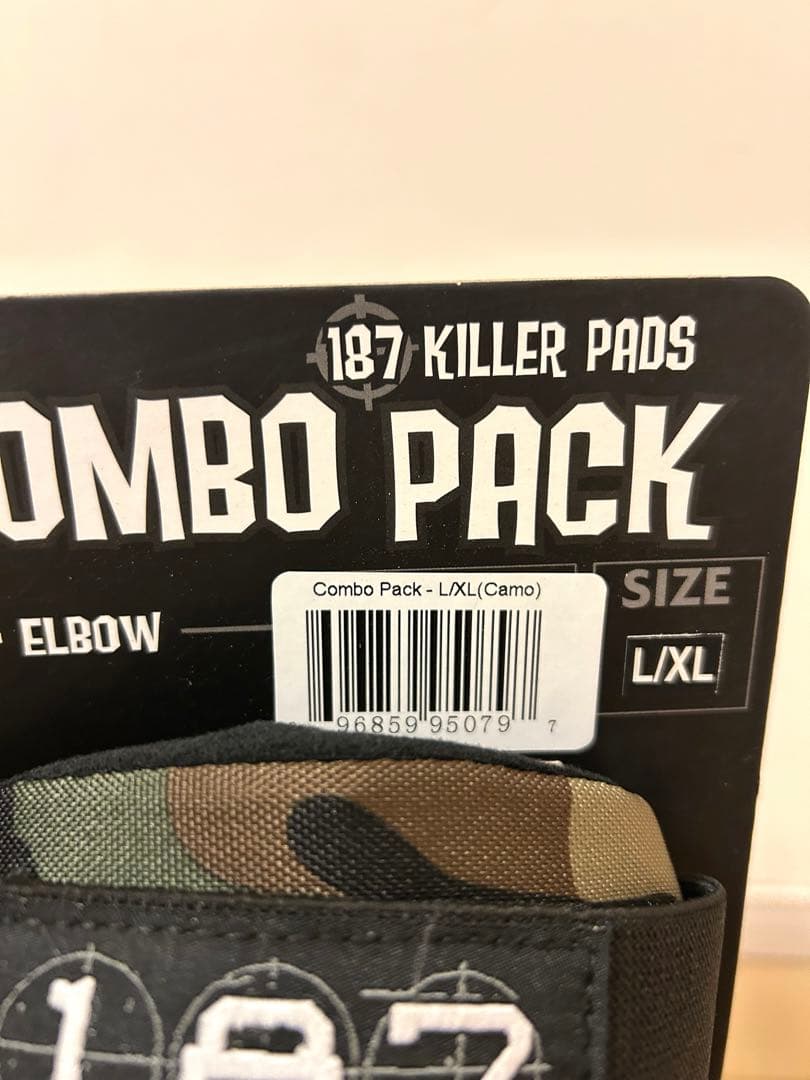 187 KILLER PADS
OMBO PACK
ELBOW
Combo Pack - L/XL(Camo)
SIZE
L/XL
96859 95079 7
187